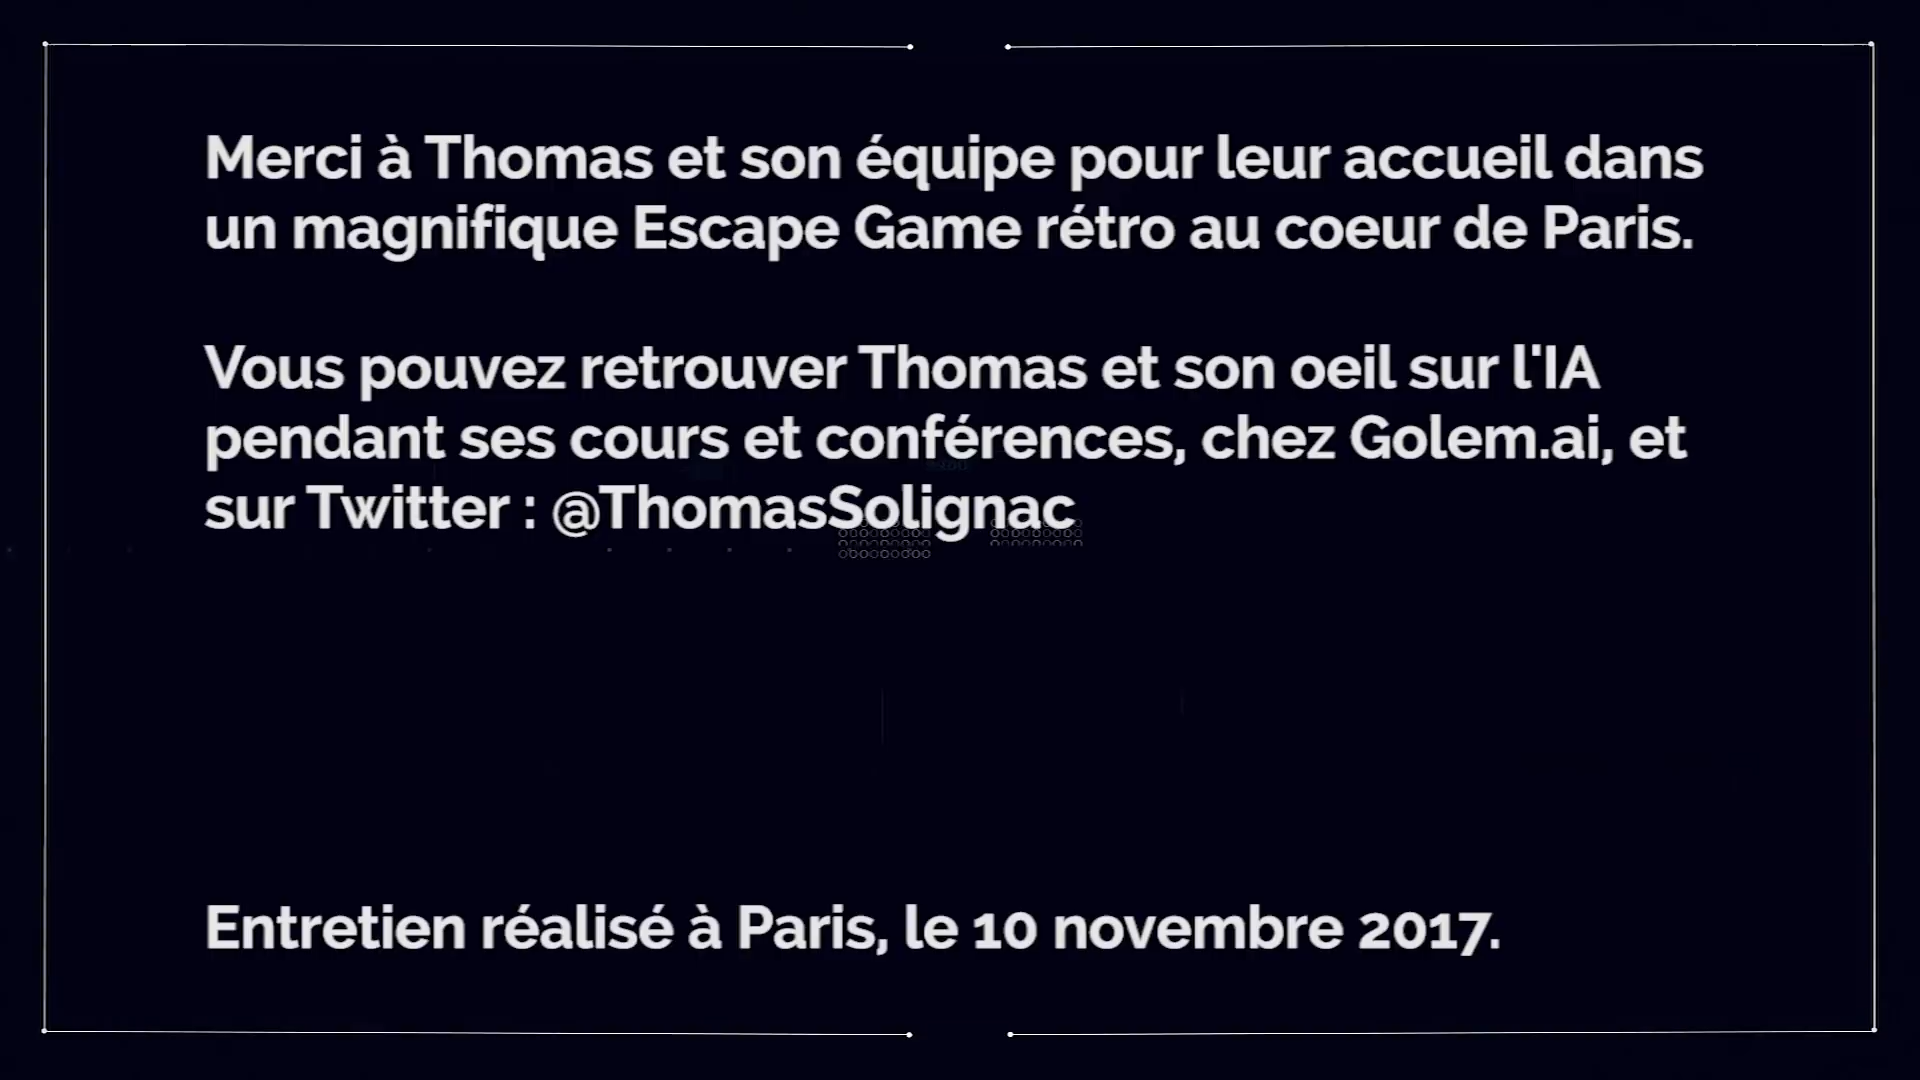 Merci à Thomas et son équipe pour leur accueil dans
un magnifique Escape Game rétro au coeur de Paris.
Vous pouvez retrouver Thomas et son oeil sur l'IA
pendant ses cours et conférences, chez Golem.ai, et
sur Twitter : @ThomasSolignac
Entretien réalisé à Paris, le 10 novembre 2017.